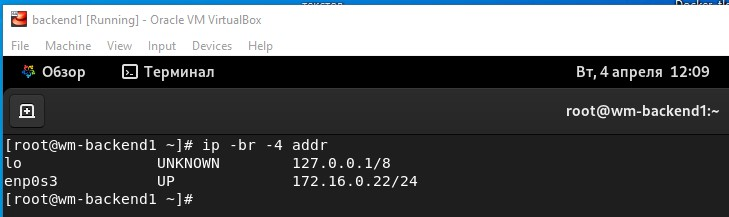 backend1 [Running] - Oracle VM VirtualBox
File Machine View Input Devices Help
Обзор Терминал Вт, 4 апреля 12:09
root@wm-backend1:~
[root@wm-backend1 ~]# ip -br -4 addr
lo UNKNOWN 127.0.0.1/8
enp0s3 UP 172.16.0.22/24
[root@wm-backend1 ~]#